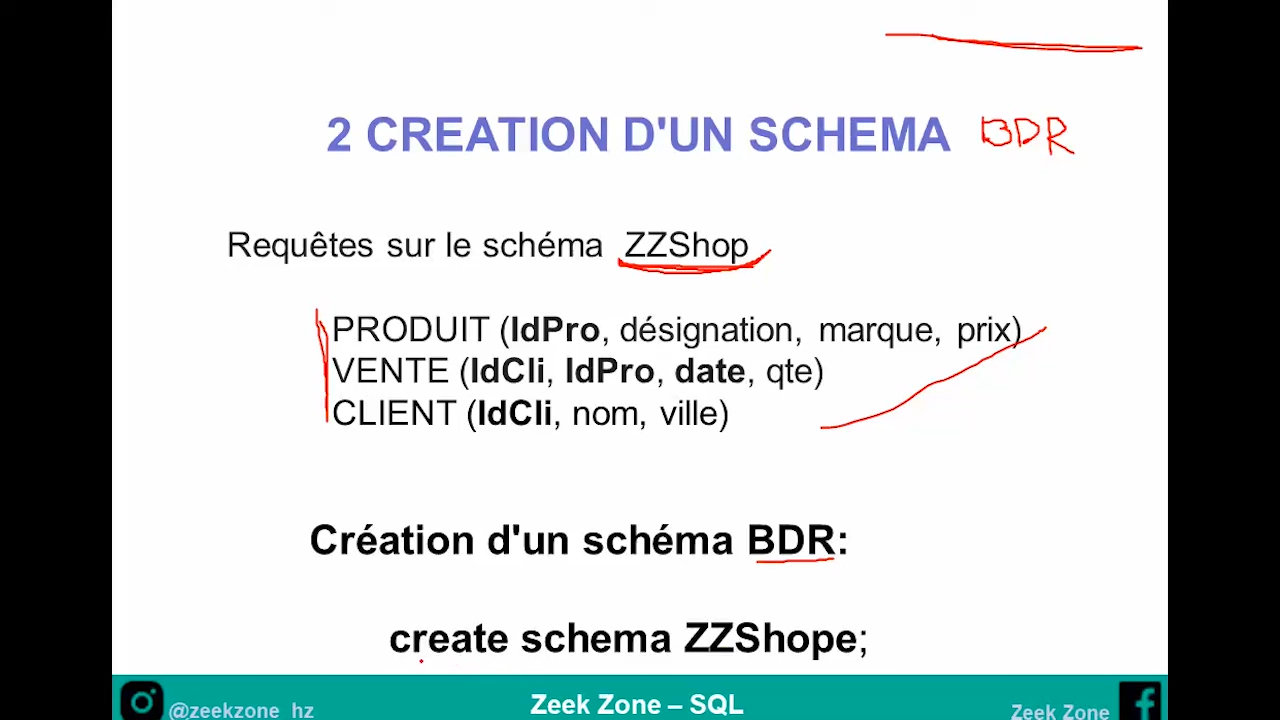 2 CREATION D'UN SCHEMA BDR
Requêtes sur le schéma ZZShop
PRODUIT (IdPro, désignation, marque, prix)
VENTE (IdCli, IdPro, date, qte)
CLIENT (IdCli, nom, ville)
Création d'un schéma BDR:
create schema ZZShope;
@zeekzone_hz Zeek Zone – SQL Zeek Zone